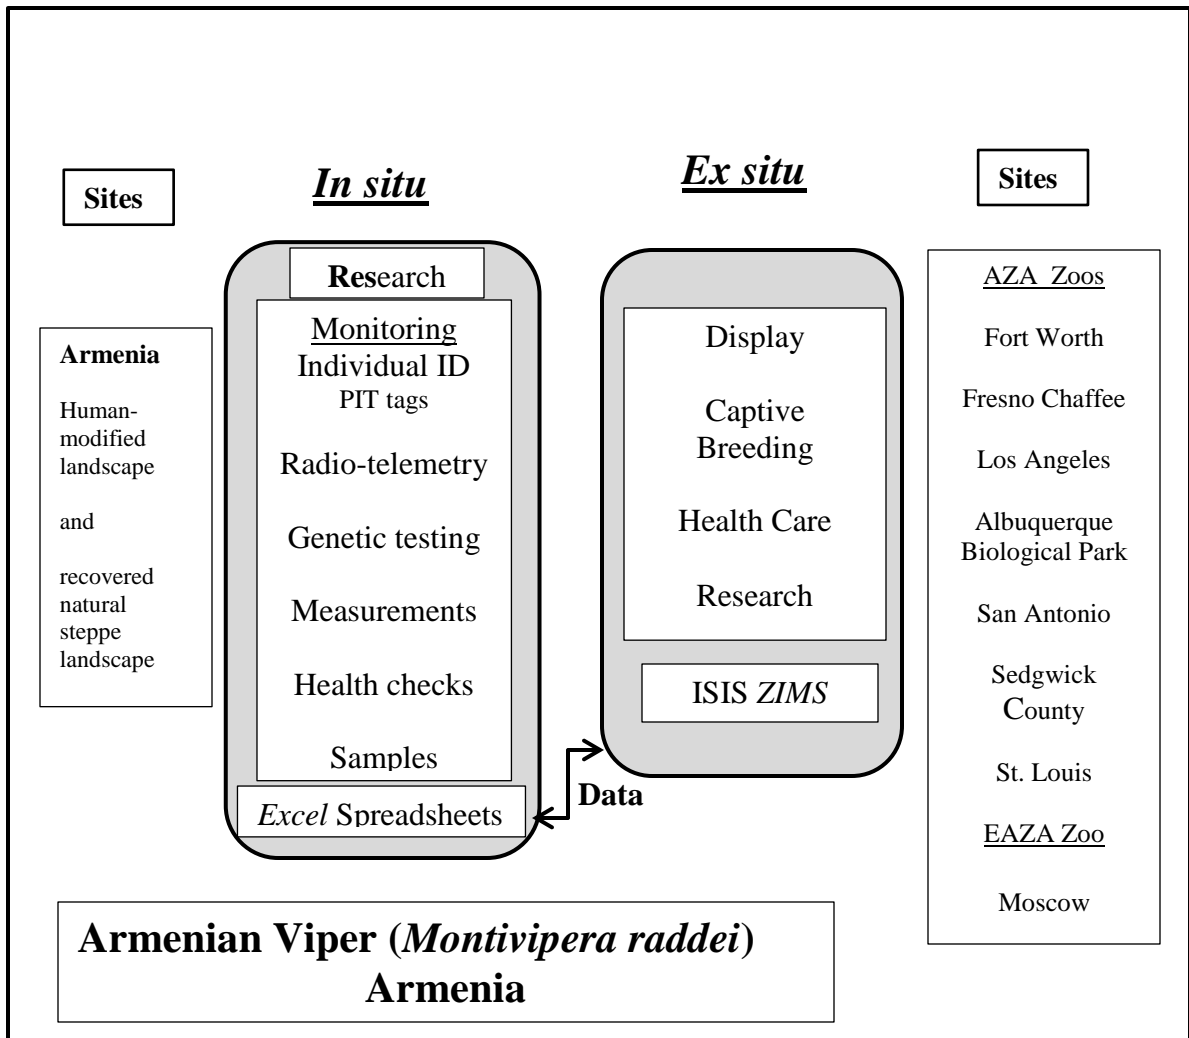 Sites
In situ
Ex situ
Sites
Armenia
Human-
modified
landscape
and
recovered
natural
steppe
landscape
Research
Monitoring
Individual ID
PIT tags
Radio-telemetry
Genetic testing
Measurements
Health checks
Samples
Excel Spreadsheets
Data
Display
Captive
Breeding
Health Care
Research
ISIS ZIMS
AZA Zoos
Fort Worth
Fresno Chaffee
Los Angeles
Albuquerque
Biological Park
San Antonio
Sedgwick
County
St. Louis
EAZA Zoo
Moscow
Armenian Viper (Montivipera raddei)
Armenia